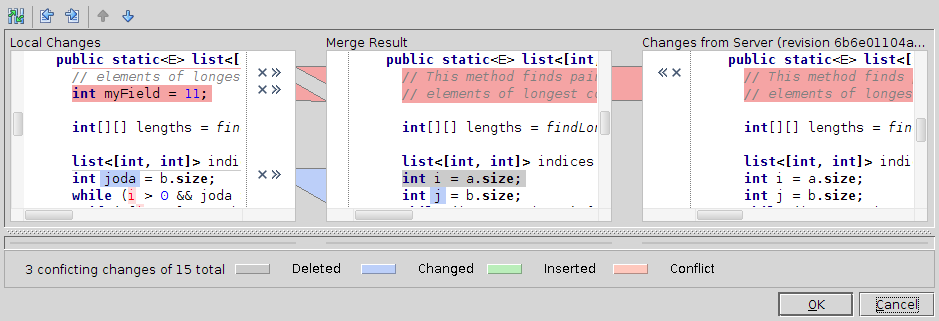 Local Changes
public static<E> list<[
// elements of longes
int myField = 11;
int[][] lengths = fin
list<[int, int]> indi
int joda = b.size;
while (i > 0 && joda
Merge Result
public static<E> list<[int,
// This method finds pai
// elements of longest c
int[][] lengths = findLo
list<[int, int]> indices
int i = a.size;
int j = b.size;
Changes from Server (revision 6b6e01104a...
public static<E> list<[
// This method finds
// elements of longes
int[][] lengths = fin
list<[int, int]> indi
int i = a.size;
int j = b.size;
3 conficting changes of 15 total
Deleted
Changed
Inserted
Conflict
OK
Cancel